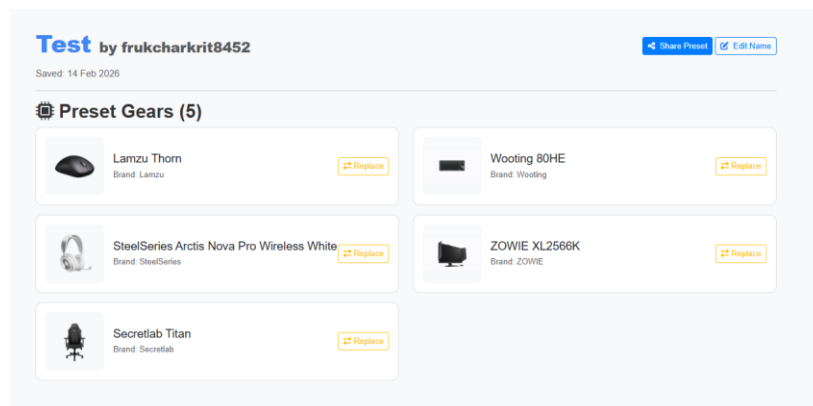 Test by frukcharkrit8452
Share Preset
Edit Name
Saved: 14 Feb 2026
Preset Gears (5)
Lamzu Thorn
Brand: Lamzu
Replace
Wooting 80HE
Brand: Wooting
Replace
SteelSeries Arctis Nova Pro Wireless White
Brand: SteelSeries
Replace
ZOWIE XL2566K
Brand: ZOWIE
Replace
Secretlab Titan
Brand: Secretlab
Replace